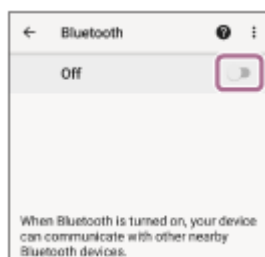 Bluetooth
Off
When Bluetooth is turned on, your device
can communicate with other nearby
Bluetooth devices.